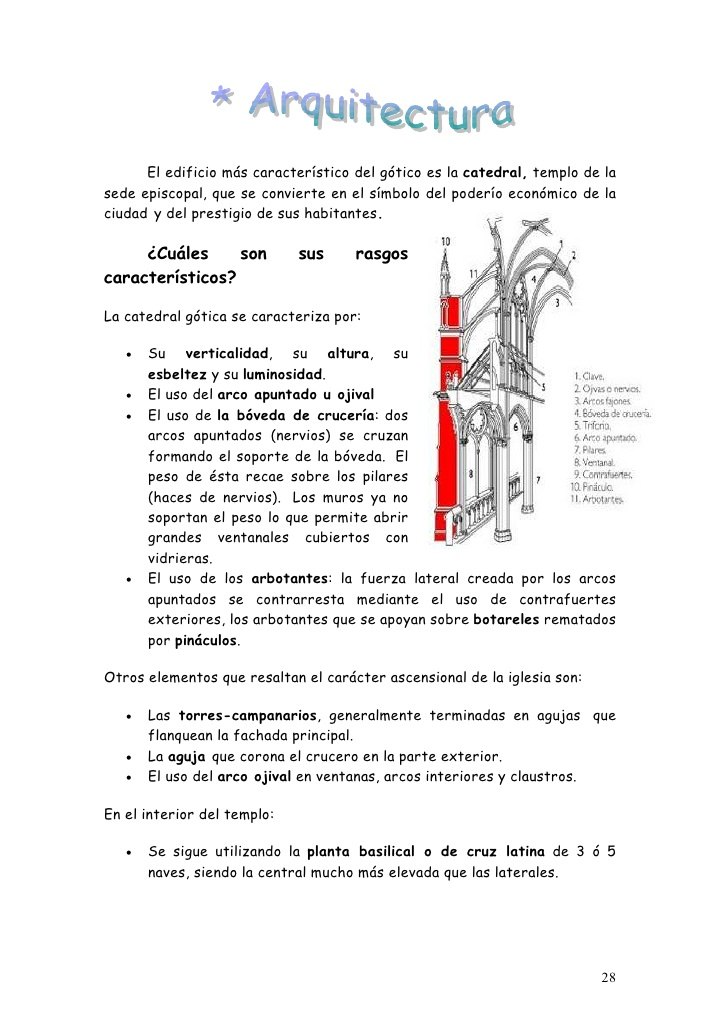 * Arquitectura
El edificio más característico del gótico es la catedral, templo de la
sede episcopal, que se convierte en el símbolo del poderío económico de la
ciudad y del prestigio de sus habitantes.
¿Cuáles son sus rasgos
característicos?
La catedral gótica se caracteriza por:
• Su verticalidad, su altura, su
esbeltez y su luminosidad.
• El uso del arco apuntado u ojival
• El uso de la bóveda de crucería: dos
arcos apuntados (nervios) se cruzan
formando el soporte de la bóveda. El
peso de ésta recae sobre los pilares
(haces de nervios). Los muros ya no
soportan el peso lo que permite abrir
grandes ventanales cubiertos con
vidrieras.
10
11
1
2
4
3
5
6
7
8
1. Clave.
2. Ojivas o nervios.
3. Arcos fajones.
4. Bóveda de crucería.
5. Triforio.
6. Arco apuntado.
7. Pilares.
8. Ventanal.
9. Contrafuertes.
10. Pináculo.
11. Arbotantes.
• El uso de los arbotantes: la fuerza lateral creada por los arcos
apuntados se contrarresta mediante el uso de contrafuertes
exteriores, los arbotantes que se apoyan sobre botareles rematados
por pináculos.
Otros elementos que resaltan el carácter ascensional de la iglesia son:
• Las torres-campanarios, generalmente terminadas en agujas que
flanquean la fachada principal.
• La aguja que corona el crucero en la parte exterior.
• El uso del arco ojival en ventanas, arcos interiores y claustros.
En el interior del templo:
• Se sigue utilizando la planta basilical o de cruz latina de 3 ó 5
naves, siendo la central mucho más elevada que las laterales.
28